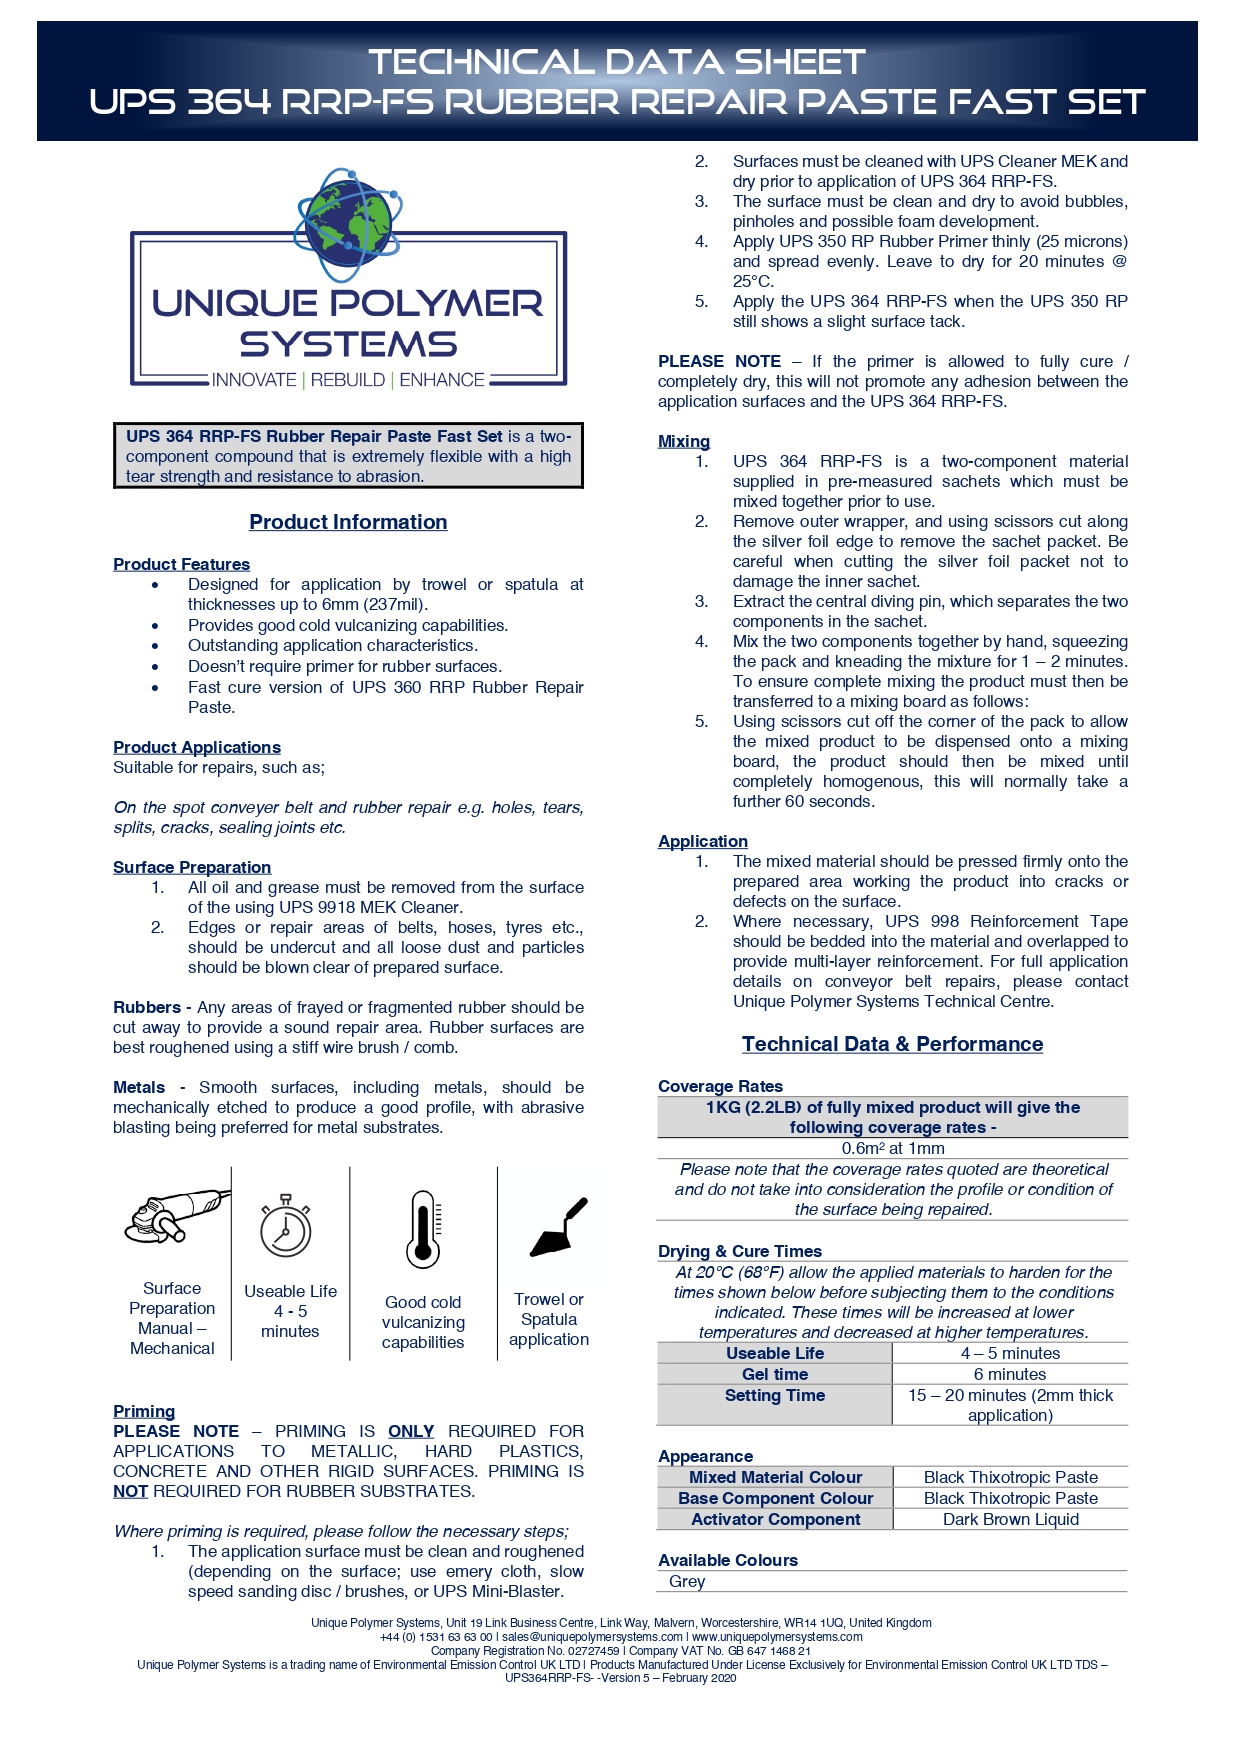 TECHNICAL DATA SHEET
UPS 364 RRP-FS RUBBER REPAIR PASTE FAST SET
UNIQUE POLYMER
SYSTEMS
INNOVATE | REBUILD | ENHANCE
UPS 364 RRP-FS Rubber Repair Paste Fast Set is a two-
component compound that is extremely flexible with a high
tear strength and resistance to abrasion.
Product Information
Product Features
• Designed for application by trowel or spatula at
thicknesses up to 6mm (237mil).
• Provides good cold vulcanizing capabilities.
• Outstanding application characteristics.
• Doesn't require primer for rubber surfaces.
• Fast cure version of UPS 360 RRP Rubber Repair
Paste.
Product Applications
Suitable for repairs, such as;
On the spot conveyer belt and rubber repair e.g. holes, tears,
splits, cracks, sealing joints etc.
Surface Preparation
1. All oil and grease must be removed from the surface
of the using UPS 9918 MEK Cleaner.
2. Edges or repair areas of belts, hoses, tyres etc.,
should be undercut and all loose dust and particles
should be blown clear of prepared surface.
Rubbers - Any areas of frayed or fragmented rubber should be
cut away to provide a sound repair area. Rubber surfaces are
best roughened using a stiff wire brush / comb.
Metals - Smooth surfaces, including metals, should be
mechanically etched to produce a good profile, with abrasive
blasting being preferred for metal substrates.
Surface
Preparation
Manual –
Mechanical
Useable Life
4 - 5
minutes
Good cold
vulcanizing
capabilities
Trowel or
Spatula
application
Priming
PLEASE NOTE – PRIMING IS ONLY REQUIRED FOR
APPLICATIONS TO METALLIC, HARD PLASTICS,
CONCRETE AND OTHER RIGID SURFACES. PRIMING IS
NOT REQUIRED FOR RUBBER SUBSTRATES.
Where priming is required, please follow the necessary steps;
1. The application surface must be clean and roughened
(depending on the surface; use emery cloth, slow
speed sanding disc / brushes, or UPS Mini-Blaster.
2. Surfaces must be cleaned with UPS Cleaner MEK and
dry prior to application of UPS 364 RRP-FS.
3. The surface must be clean and dry to avoid bubbles,
pinholes and possible foam development.
4. Apply UPS 350 RP Rubber Primer thinly (25 microns)
and spread evenly. Leave to dry for 20 minutes @
25°C.
5. Apply the UPS 364 RRP-FS when the UPS 350 RP
still shows a slight surface tack.
PLEASE NOTE – If the primer is allowed to fully cure /
completely dry, this will not promote any adhesion between the
application surfaces and the UPS 364 RRP-FS.
Mixing
1. UPS 364 RRP-FS is a two-component material
supplied in pre-measured sachets which must be
mixed together prior to use.
2. Remove outer wrapper, and using scissors cut along
the silver foil edge to remove the sachet packet. Be
careful when cutting the silver foil packet not to
damage the inner sachet.
3. Extract the central diving pin, which separates the two
components in the sachet.
4. Mix the two components together by hand, squeezing
the pack and kneading the mixture for 1 – 2 minutes.
To ensure complete mixing the product must then be
transferred to a mixing board as follows:
5. Using scissors cut off the corner of the pack to allow
the mixed product to be dispensed onto a mixing
board, the product should then be mixed until
completely homogenous, this will normally take a
further 60 seconds.
Application
1. The mixed material should be pressed firmly onto the
prepared area working the product into cracks or
defects on the surface.
2. Where necessary, UPS 998 Reinforcement Tape
should be bedded into the material and overlapped to
provide multi-layer reinforcement. For full application
details on conveyor belt repairs, please contact
Unique Polymer Systems Technical Centre.
Technical Data & Performance
Coverage Rates
1KG (2.2LB) of fully mixed product will give the
following coverage rates -
0.6m² at 1mm
Please note that the coverage rates quoted are theoretical
and do not take into consideration the profile or condition of
the surface being repaired.
Drying & Cure Times
At 20°C (68°F) allow the applied materials to harden for the
times shown below before subjecting them to the conditions
indicated. These times will be increased at lower
temperatures and decreased at higher temperatures.
Useable Life 4 – 5 minutes
Gel time 6 minutes
Setting Time 15 – 20 minutes (2mm thick
application)
Appearance
Mixed Material Colour Black Thixotropic Paste
Base Component Colour Black Thixotropic Paste
Activator Component Dark Brown Liquid
Available Colours
Grey
Unique Polymer Systems, Unit 19 Link Business Centre, Link Way, Malvern, Worcestershire, WR14 1UQ, United Kingdom
+44 (0) 1531 63 63 00 | sales@uniquepolymersystems.com | www.uniquepolymersystems.com
Company Registration No. 02727459 | Company VAT No. GB 647 1468 21
Unique Polymer Systems is a trading name of Environmental Emission Control UK LTD | Products Manufactured Under License Exclusively for Environmental Emission Control UK LTD TDS –
UPS364RRP-FS- -Version 5 – February 2020